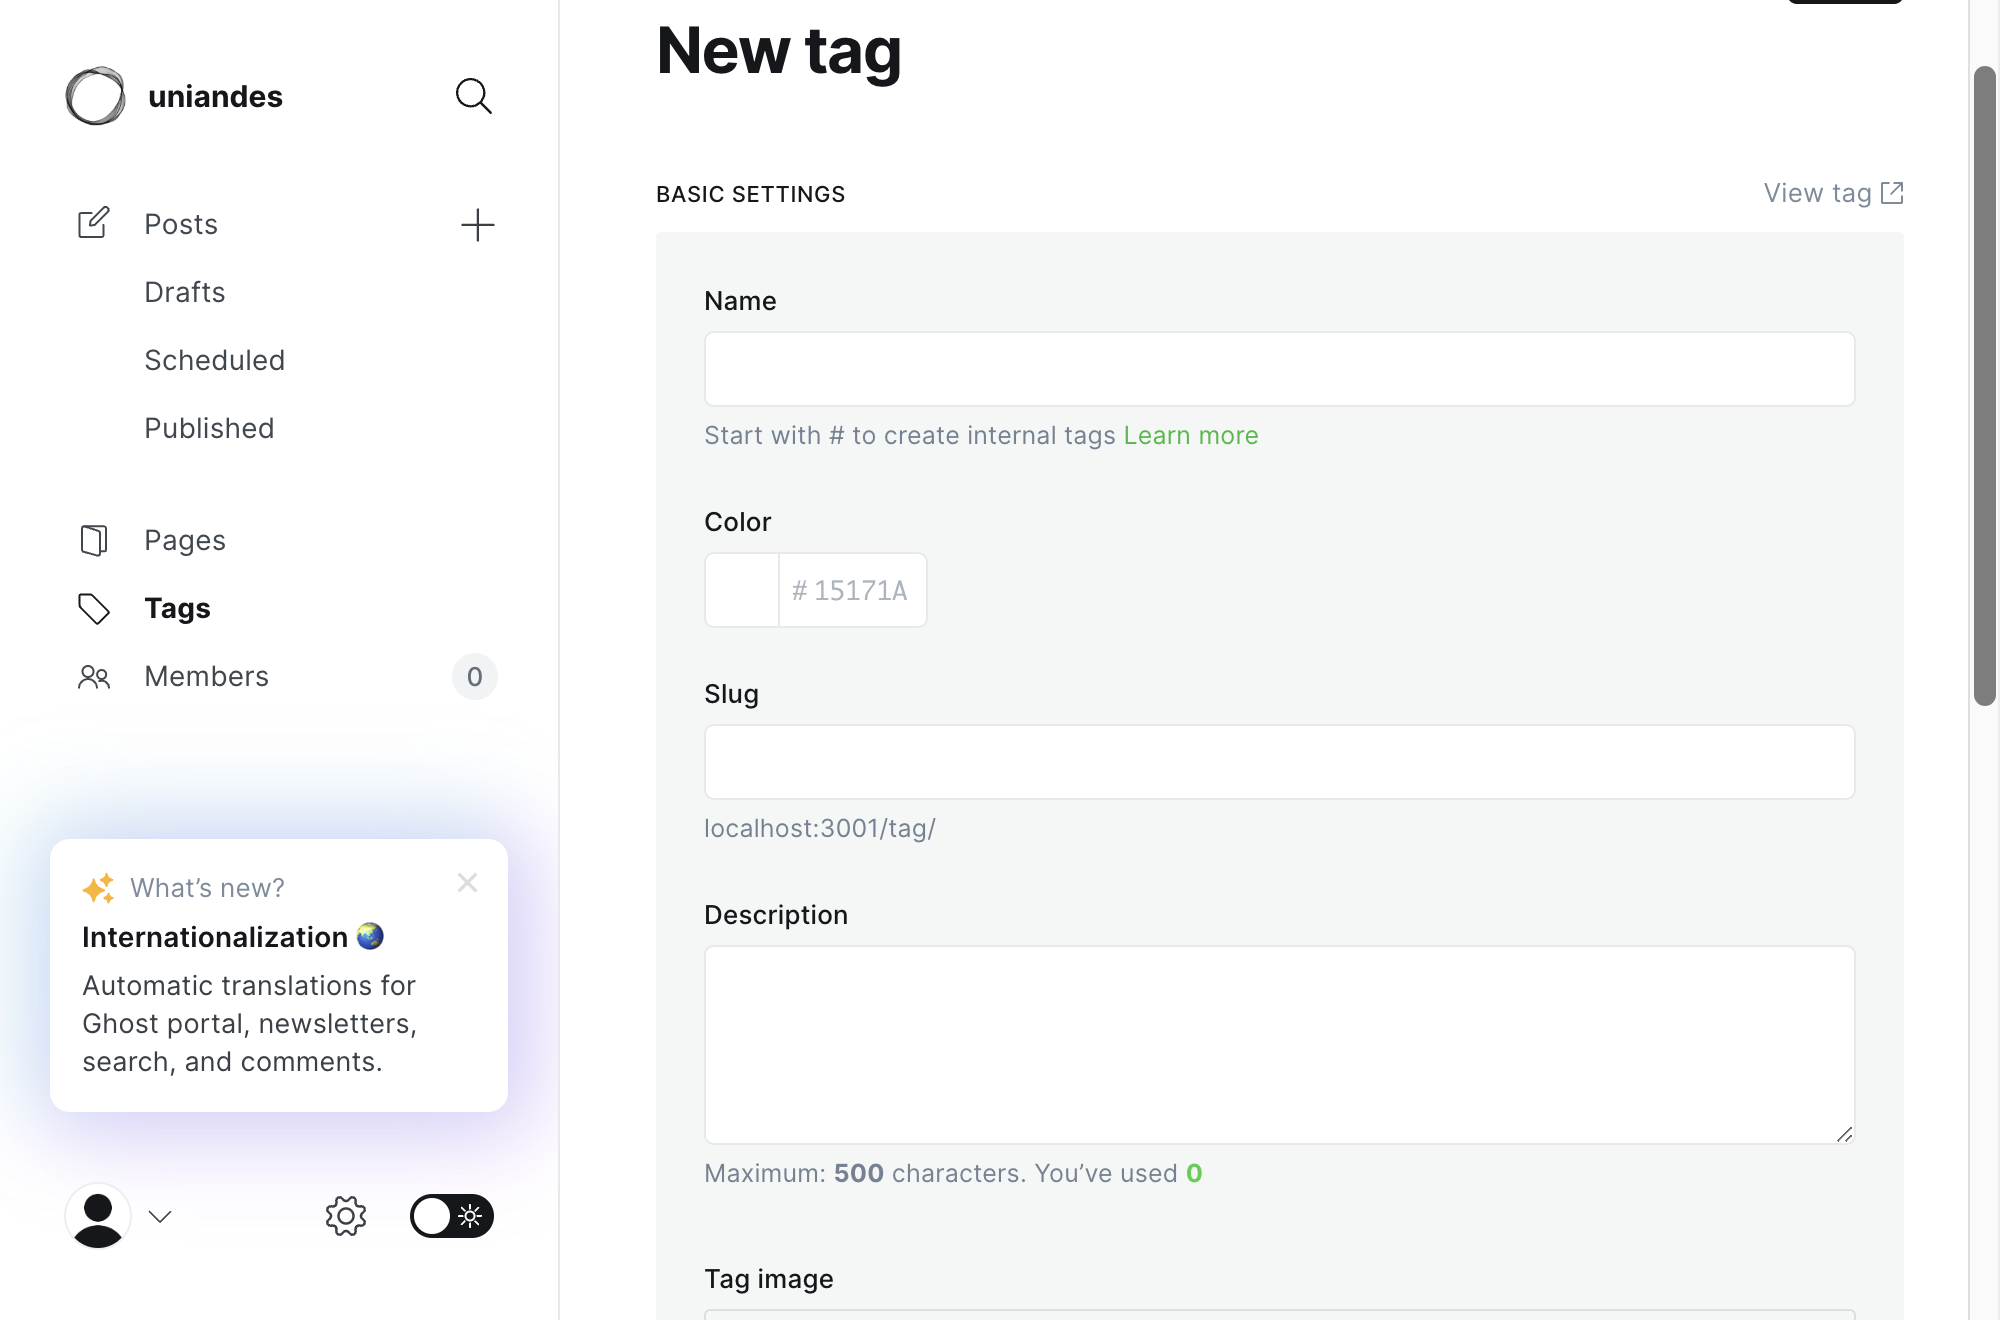 uniandes
Posts
Drafts
Scheduled
Published
Pages
Tags
Members
0
What's new?
Internationalization 🌏
Automatic translations for
Ghost portal, newsletters,
search, and comments.
New tag
BASIC SETTINGS
View tag
Name
Start with # to create internal tags Learn more
Color
# 15171A
Slug
localhost:3001/tag/
Description
Maximum: 500 characters. You've used 0
Tag image